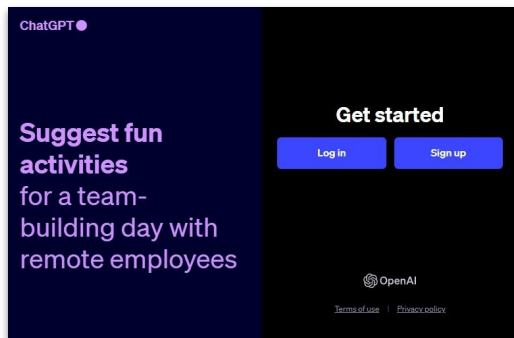 ChatGPT
Suggest fun
activities
for a team-
building day with
remote employees
Get started
Log in
Sign up
OpenAI
Terms of use | Privacy policy